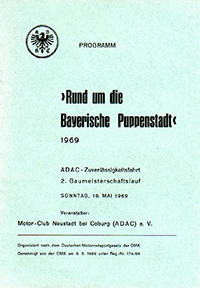 PROGRAMM
›Rund um die
Bayerische Puppenstadt‹
1969
ADAC - Zuverlässigkeitsfahrt
2. Gaumeisterschaftslauf
SONNTAG, 18. MAI 1969
Veranstalter:
Motor-Club Neustadt bei Coburg (ADAC) e. V.
Organisiert nach dem Deutschen Motorradsportgesetz der OMK
Genehmigt von der OMK am 6. 5. 1969 unter Reg.-Nr. 174/69